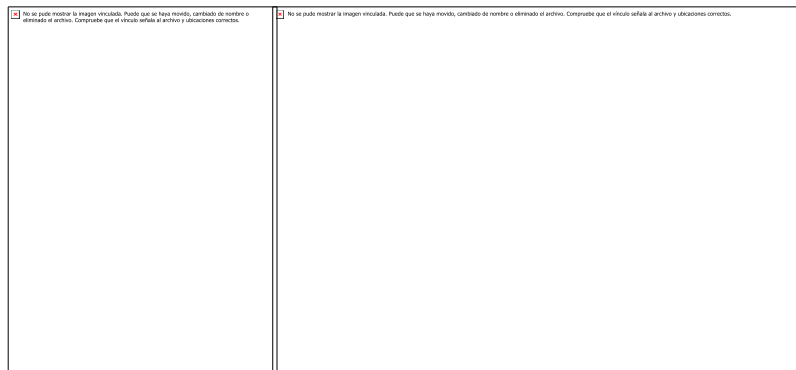 No se pude mostrar la imagen vinculada. Puede que se haya movido, cambiado de nombre o
eliminado el archivo. Compruebe que el vínculo señala al archivo y ubicaciones correctos.
No se pude mostrar la imagen vinculada. Puede que se haya movido, cambiado de nombre o eliminado el archivo. Compruebe que el vínculo señala al archivo y ubicaciones correctos.